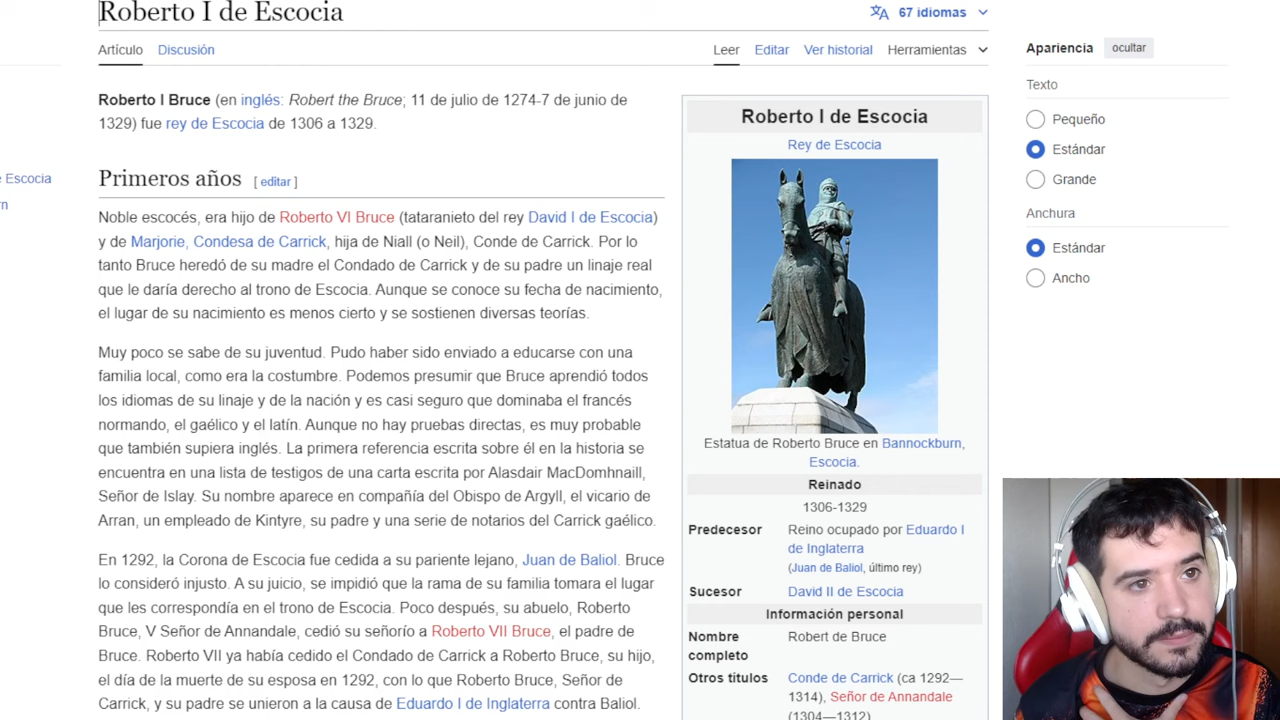 Roberto I de Escocia
67 idiomas
Artículo Discusión Leer Editar Ver historial Herramientas
Roberto I Bruce (en inglés: Robert the Bruce; 11 de julio de 1274-7 de junio de
1329) fue rey de Escocia de 1306 a 1329.
Primeros años [ editar ]
Noble escocés, era hijo de Roberto VI Bruce (tataranieto del rey David I de Escocia)
y de Marjorie, Condesa de Carrick, hija de Niall (o Neil), Conde de Carrick. Por lo
tanto Bruce heredó de su madre el Condado de Carrick y de su padre un linaje real
que le daría derecho al trono de Escocia. Aunque se conoce su fecha de nacimiento,
el lugar de su nacimiento es menos cierto y se sostienen diversas teorías.
Muy poco se sabe de su juventud. Pudo haber sido enviado a educarse con una
familia local, como era la costumbre. Podemos presumir que Bruce aprendió todos
los idiomas de su linaje y de la nación y es casi seguro que dominaba el francés
normando, el gaélico y el latín. Aunque no hay pruebas directas, es muy probable
que también supiera inglés. La primera referencia escrita sobre él en la historia se
encuentra en una lista de testigos de una carta escrita por Alasdair MacDomhnaill,
Señor de Islay. Su nombre aparece en compañía del Obispo de Argyll, el vicario de
Arran, un empleado de Kintyre, su padre y una serie de notarios del Carrick gaélico.
En 1292, la Corona de Escocia fue cedida a su pariente lejano, Juan de Baliol. Bruce
lo consideró injusto. A su juicio, se impidió que la rama de su familia tomara el lugar
que les correspondía en el trono de Escocia. Poco después, su abuelo, Roberto
Bruce, V Señor de Annandale, cedió su señorío a Roberto VII Bruce, el padre de
Bruce. Roberto VII ya había cedido el Condado de Carrick a Roberto Bruce, su hijo,
el día de la muerte de su esposa en 1292, con lo que Roberto Bruce, Señor de
Carrick, y su padre se unieron a la causa de Eduardo I de Inglaterra contra Baliol.
Roberto I de Escocia
Rey de Escocia
Estatua de Roberto Bruce en Bannockburn,
Escocia.
Reinado
1306-1329
Predecesor Reino ocupado por Eduardo I
de Inglaterra
(Juan de Baliol, último rey)
Sucesor David II de Escocia
Información personal
Nombre completo Robert de Bruce
Otros títulos Conde de Carrick (ca 1292—
1314), Señor de Annandale
(1304—1312)
Apariencia ocultar
Texto
Pequeño
Estándar
Grande
Anchura
Estándar
Ancho
Escocia